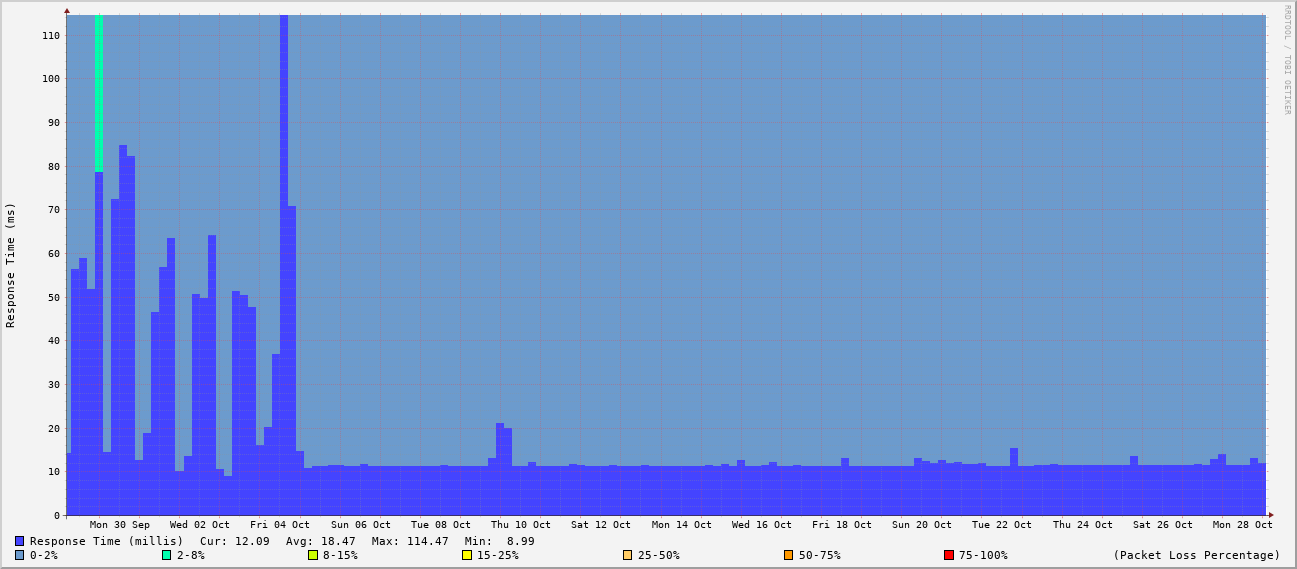 RRDTOOL / TOBI OETIKER
Response Time (ms)
110
100
90
80
70
60
50
40
30
20
10
0
Mon 30 Sep Wed 02 Oct Fri 04 Oct Sun 06 Oct Tue 08 Oct Thu 10 Oct Sat 12 Oct Mon 14 Oct Wed 16 Oct Fri 18 Oct Sun 20 Oct Tue 22 Oct Thu 24 Oct Sat 26 Oct Mon 28 Oct
Response Time (millis) Cur: 12.09 Avg: 18.47 Max: 114.47 Min: 8.99
0-2% 2-8% 8-15% 15-25% 25-50% 50-75% 75-100% (Packet Loss Percentage)